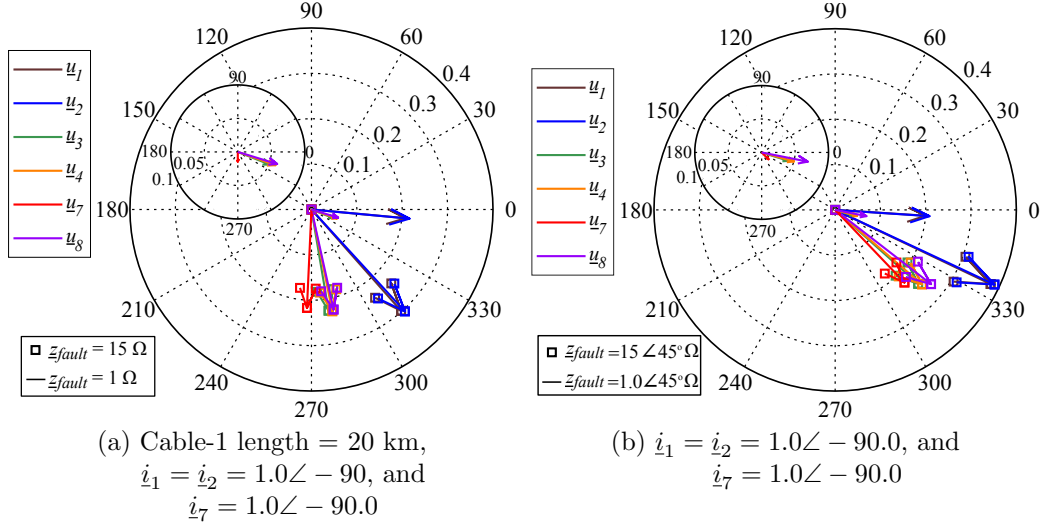 u1
u2
u3
u4
u7
u8
90
60
30
0
330
300
270
240
210
180
150
120
0.4
0.3
0.2
0.1
90
180
0
270
0.05
0.1
zfault = 15 Ω
zfault = 1 Ω
(a) Cable-1 length = 20 km,
i1 = i2 = 1.0∠ − 90, and
i7 = 1.0∠ − 90.0
u1
u2
u3
u4
u7
u8
90
60
30
0
330
300
270
240
210
180
150
120
0.4
0.3
0.2
0.1
90
180
0
270
0.05
0.1
zfault =15 ∠45°Ω
zfault =1.0∠45°Ω
(b) i1 = i2 = 1.0∠ − 90.0, and
i7 = 1.0∠ − 90.0